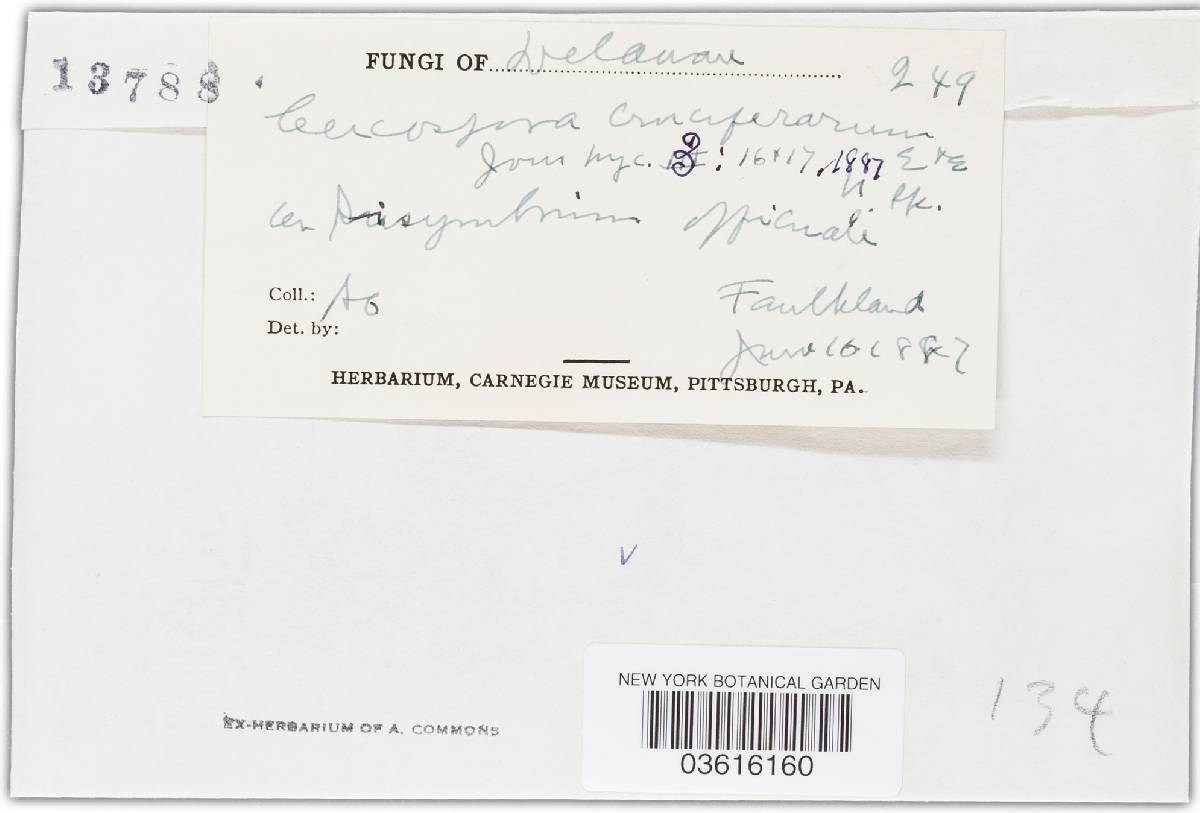 13788
FUNGI OF Delaware
249
Cercospora cruciferarum
Jour Myc. 3: 16+17, 1887 E & E
n
on Sisymbrium officinale
Coll.:
Faulkland
Det. by:
June 16 1887
HERBARIUM, CARNEGIE MUSEUM, PITTSBURGH, PA.
V
NEW YORK BOTANICAL GARDEN
03616160
EX-HERBARIUM OF A. COMMONS
134